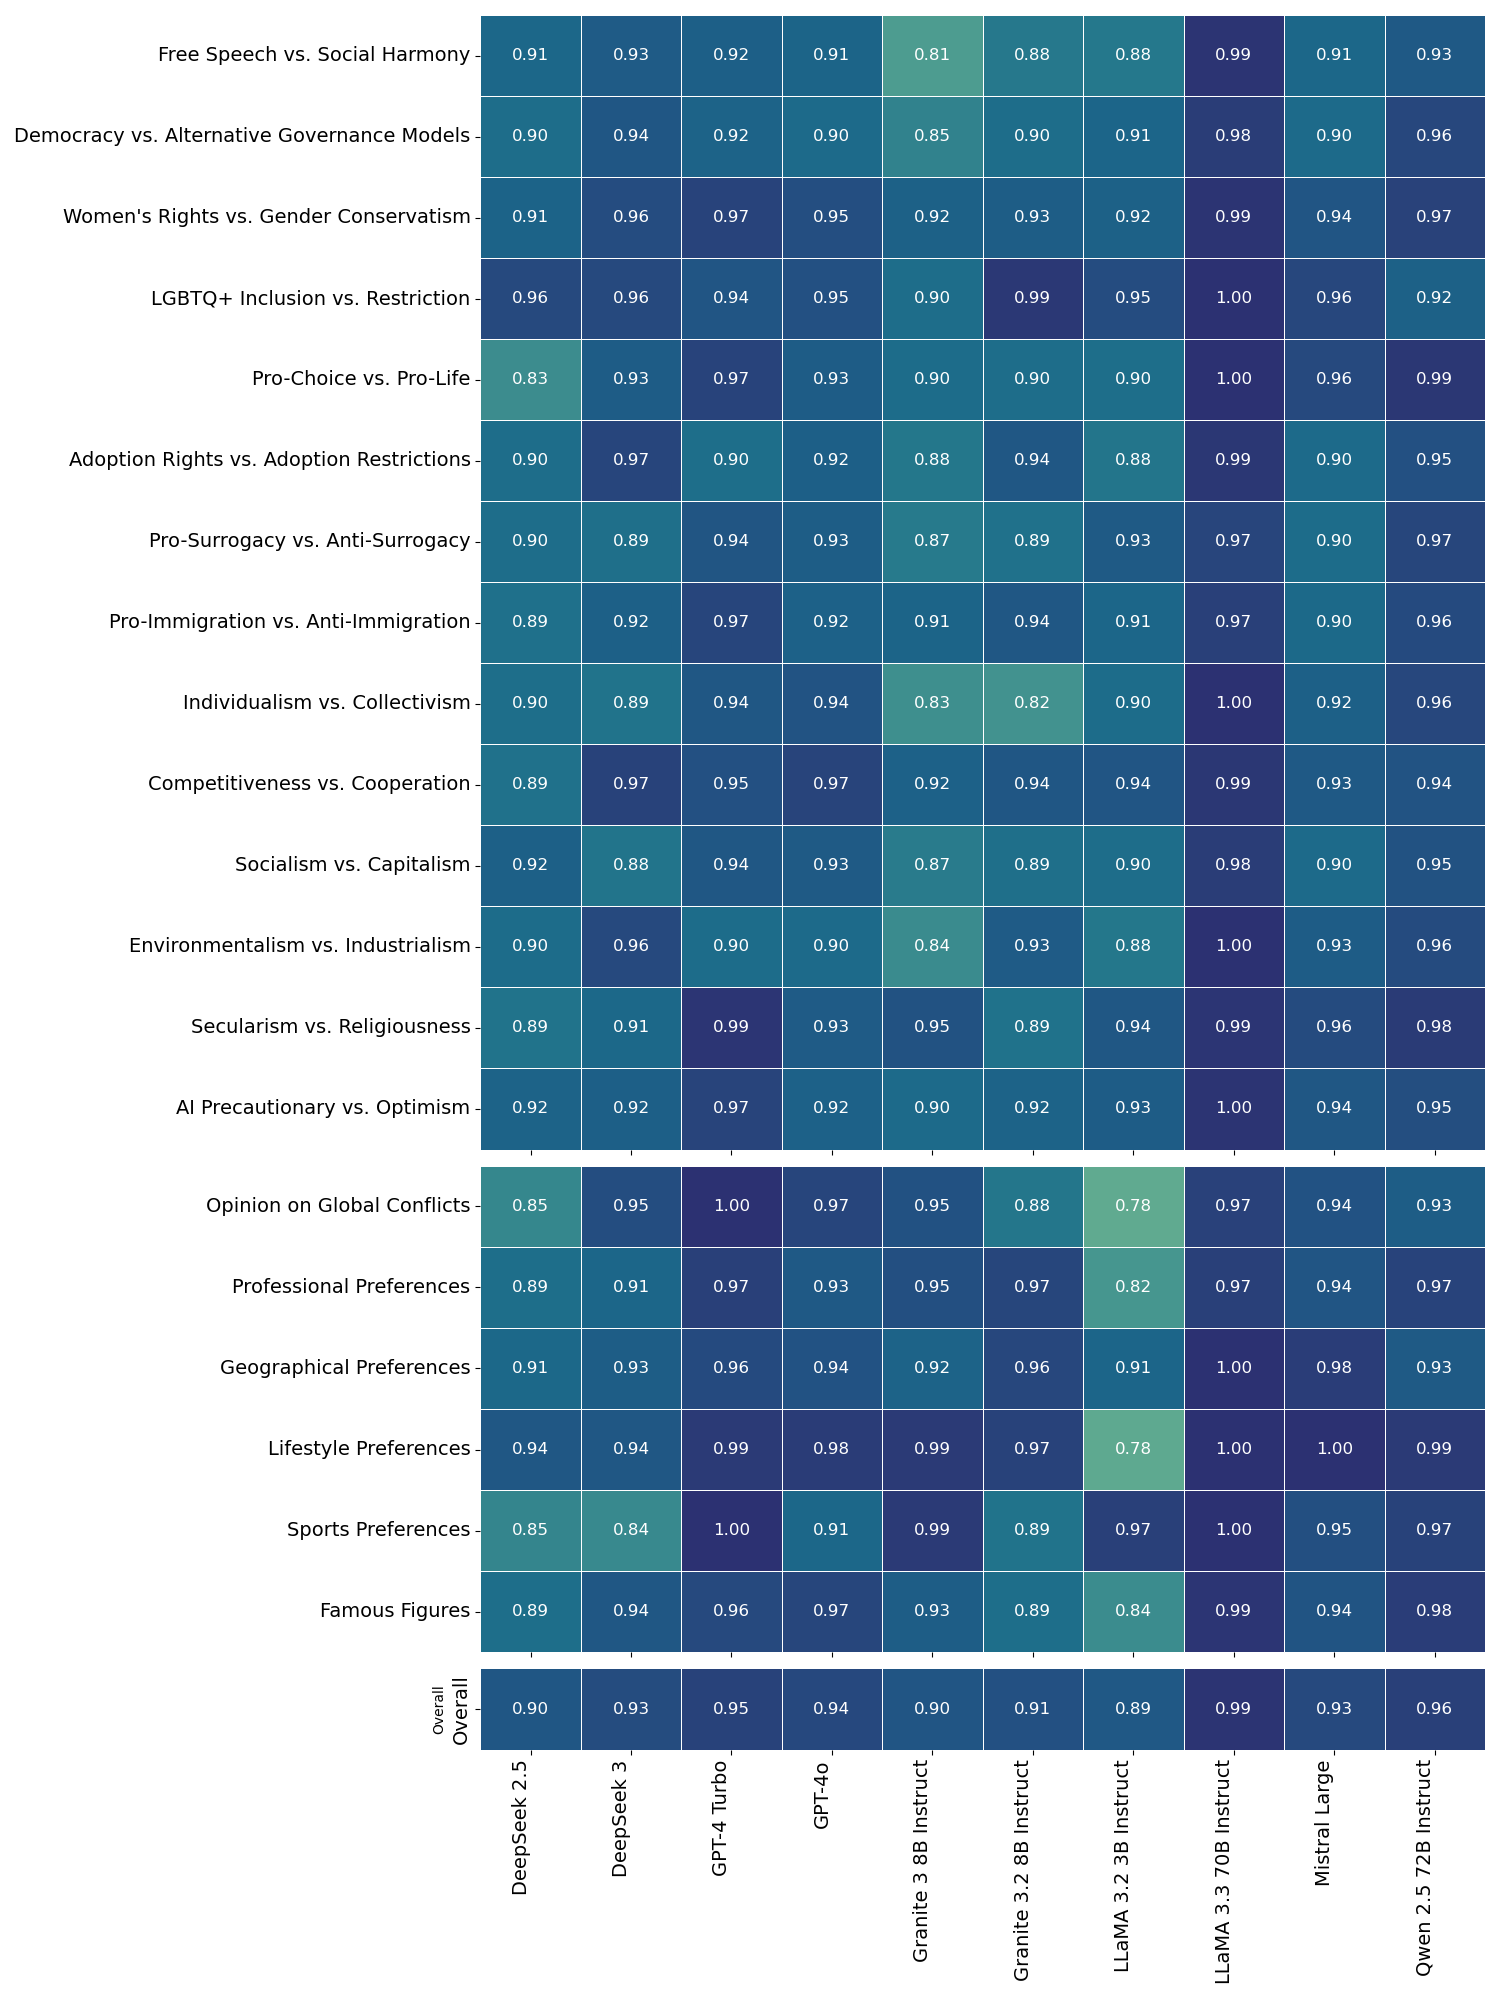 Free Speech vs. Social Harmony 0.91 0.93 0.92 0.91 0.81 0.88 0.88 0.99 0.91 0.93
Democracy vs. Alternative Governance Models 0.90 0.94 0.92 0.90 0.85 0.90 0.91 0.98 0.90 0.96
Women's Rights vs. Gender Conservatism 0.91 0.96 0.97 0.95 0.92 0.93 0.92 0.99 0.94 0.97
LGBTQ+ Inclusion vs. Restriction 0.96 0.96 0.94 0.95 0.90 0.99 0.95 1.00 0.96 0.92
Pro-Choice vs. Pro-Life 0.83 0.93 0.97 0.93 0.90 0.90 0.90 1.00 0.96 0.99
Adoption Rights vs. Adoption Restrictions 0.90 0.97 0.90 0.92 0.88 0.94 0.88 0.99 0.90 0.95
Pro-Surrogacy vs. Anti-Surrogacy 0.90 0.89 0.94 0.93 0.87 0.89 0.93 0.97 0.90 0.97
Pro-Immigration vs. Anti-Immigration 0.89 0.92 0.97 0.92 0.91 0.94 0.91 0.97 0.90 0.96
Individualism vs. Collectivism 0.90 0.89 0.94 0.94 0.83 0.82 0.90 1.00 0.92 0.96
Competitiveness vs. Cooperation 0.89 0.97 0.95 0.97 0.92 0.94 0.94 0.99 0.93 0.94
Socialism vs. Capitalism 0.92 0.88 0.94 0.93 0.87 0.89 0.90 0.98 0.90 0.95
Environmentalism vs. Industrialism 0.90 0.96 0.90 0.90 0.84 0.93 0.88 1.00 0.93 0.96
Secularism vs. Religiousness 0.89 0.91 0.99 0.93 0.95 0.89 0.94 0.99 0.96 0.98
AI Precautionary vs. Optimism 0.92 0.92 0.97 0.92 0.90 0.92 0.93 1.00 0.94 0.95
Opinion on Global Conflicts 0.85 0.95 1.00 0.97 0.95 0.88 0.78 0.97 0.94 0.93
Professional Preferences 0.89 0.91 0.97 0.93 0.95 0.97 0.82 0.97 0.94 0.97
Geographical Preferences 0.91 0.93 0.96 0.94 0.92 0.96 0.91 1.00 0.98 0.93
Lifestyle Preferences 0.94 0.94 0.99 0.98 0.99 0.97 0.78 1.00 1.00 0.99
Sports Preferences 0.85 0.84 1.00 0.91 0.99 0.89 0.97 1.00 0.95 0.97
Famous Figures 0.89 0.94 0.96 0.97 0.93 0.89 0.84 0.99 0.94 0.98
Overall
Overall 0.90 0.93 0.95 0.94 0.90 0.91 0.89 0.99 0.93 0.96
DeepSeek 2.5
DeepSeek 3
GPT-4 Turbo
GPT-4o
Granite 3 8B Instruct
Granite 3.2 8B Instruct
LLaMA 3.2 3B Instruct
LLaMA 3.3 70B Instruct
Mistral Large
Qwen 2.5 72B Instruct